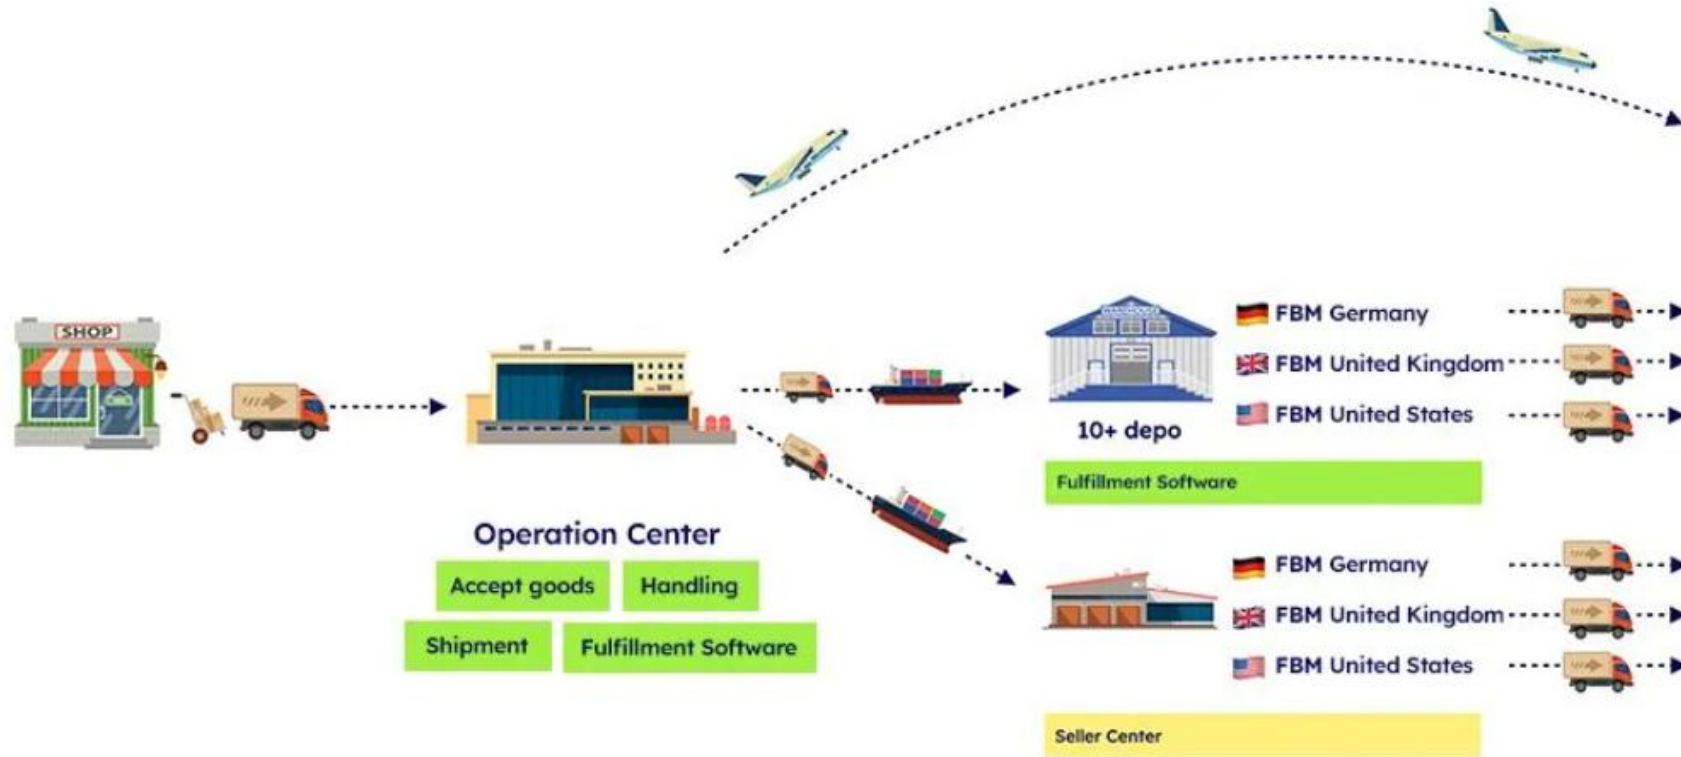 SHOP
Operation Center
Accept goods
Handling
Shipment
Fulfillment Software
10+ depo
FBM Germany
FBM United Kingdom
FBM United States
Fulfillment Software
FBM Germany
FBM United Kingdom
FBM United States
Seller Center